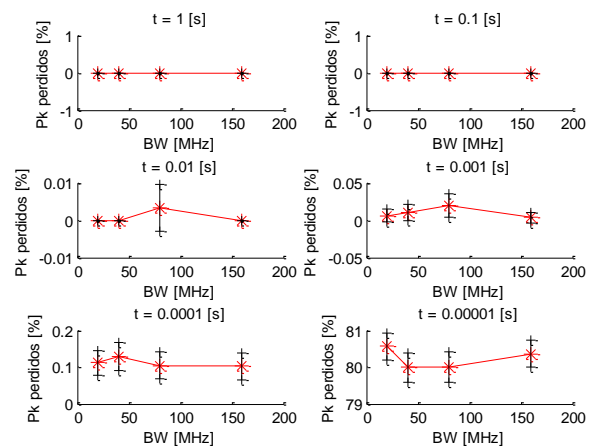 t = 1 [s]
Pk perdidos [%]
1
0
-1
0 50 100 150 200
BW [MHz]
t = 0.1 [s]
Pk perdidos [%]
1
0
-1
0 50 100 150 200
BW [MHz]
t = 0.01 [s]
Pk perdidos [%]
0.01
0
-0.01
0 50 100 150 200
BW [MHz]
t = 0.001 [s]
Pk perdidos [%]
0.05
0
-0.05
0 50 100 150 200
BW [MHz]
t = 0.0001 [s]
Pk perdidos [%]
0.2
0.1
0
0 50 100 150 200
BW [MHz]
t = 0.00001 [s]
Pk perdidos [%]
81
80
79
0 50 100 150 200
BW [MHz]